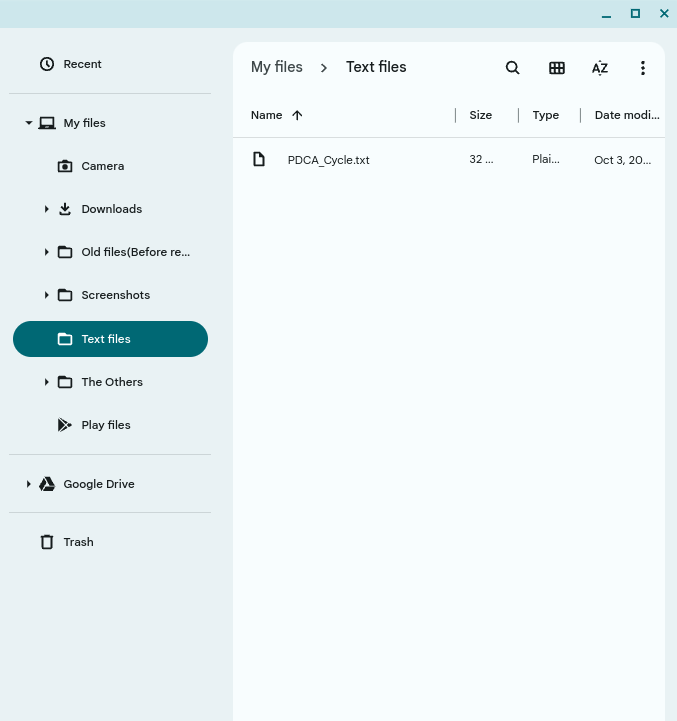 Recent
My files
Camera
Downloads
Old files(Before re...
Screenshots
Text files
The Others
Play files
Google Drive
Trash
My files > Text files
AZ
Name Size Type Date modi...
PDCA_Cycle.txt 32 ... Plai... Oct 3, 20...